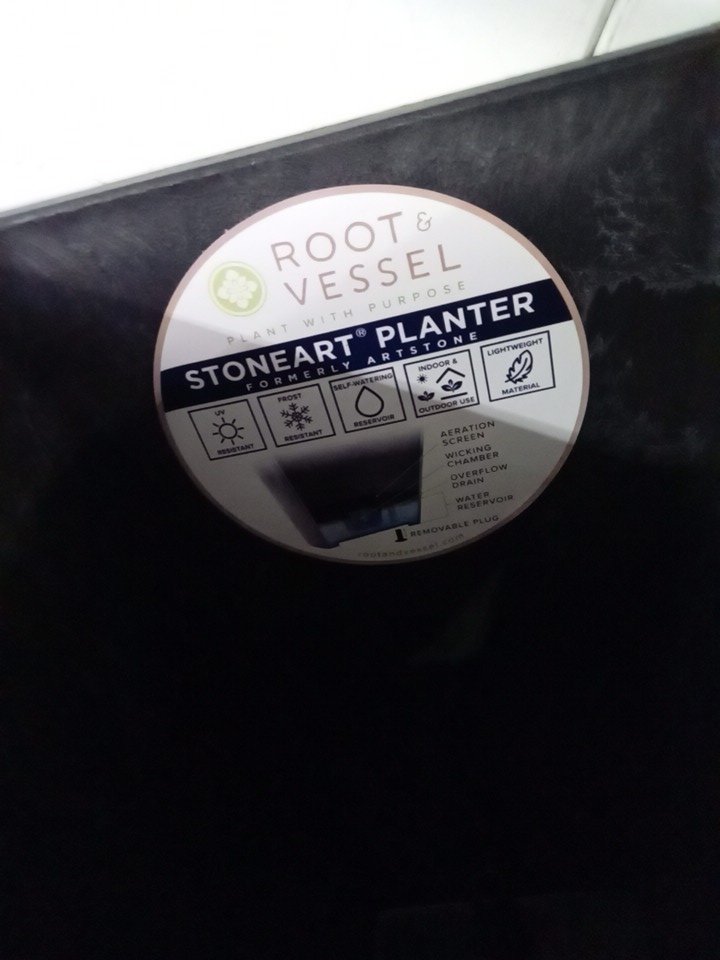 ROOT &
VESSEL
PLANT WITH PURPOSE
STONEART® PLANTER
FORMERLY ARTSTONE
UV
RESISTANT
FROST
RESISTANT
SELF-WATERING
RESERVOIR
INDOOR &
OUTDOOR USE
LIGHTWEIGHT
MATERIAL
AERATION
SCREEN
WICKING
CHAMBER
OVERFLOW
DRAIN
WATER
RESERVOIR
REMOVABLE PLUG
rootandvessel.com